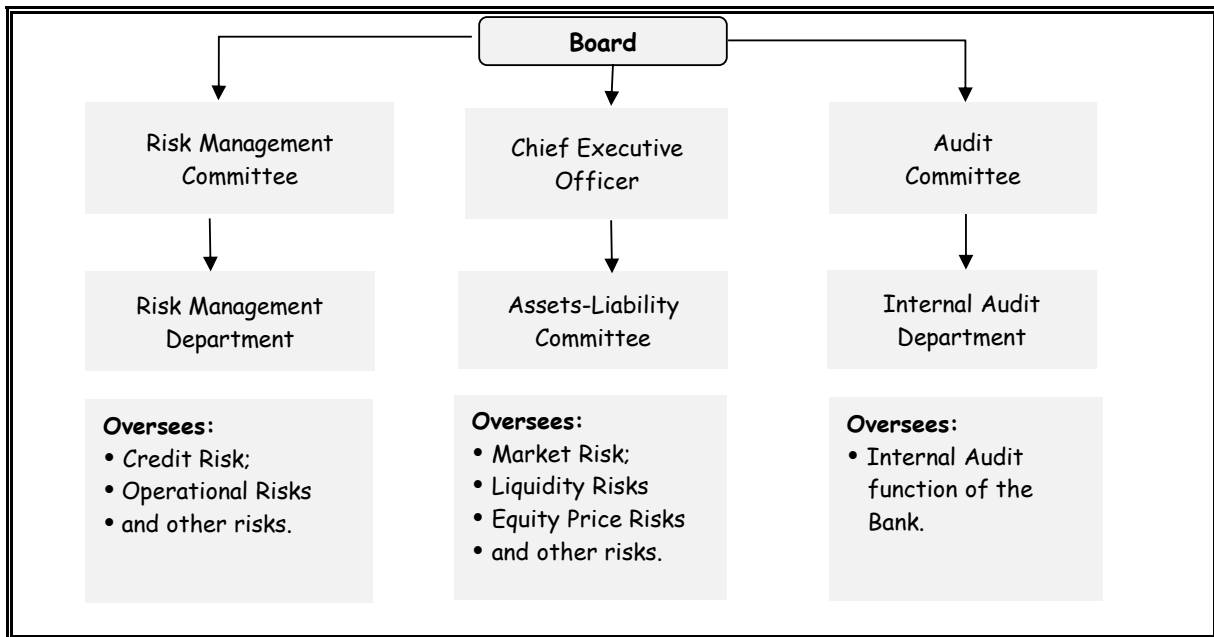 Board
Risk Management
Committee
Chief Executive
Officer
Audit
Committee
Risk Management
Department
Assets-Liability
Committee
Internal Audit
Department
Oversees:
• Credit Risk;
• Operational Risks
• and other risks.
Oversees:
• Market Risk;
• Liquidity Risks
• Equity Price Risks
• and other risks.
Oversees:
• Internal Audit
function of the
Bank.